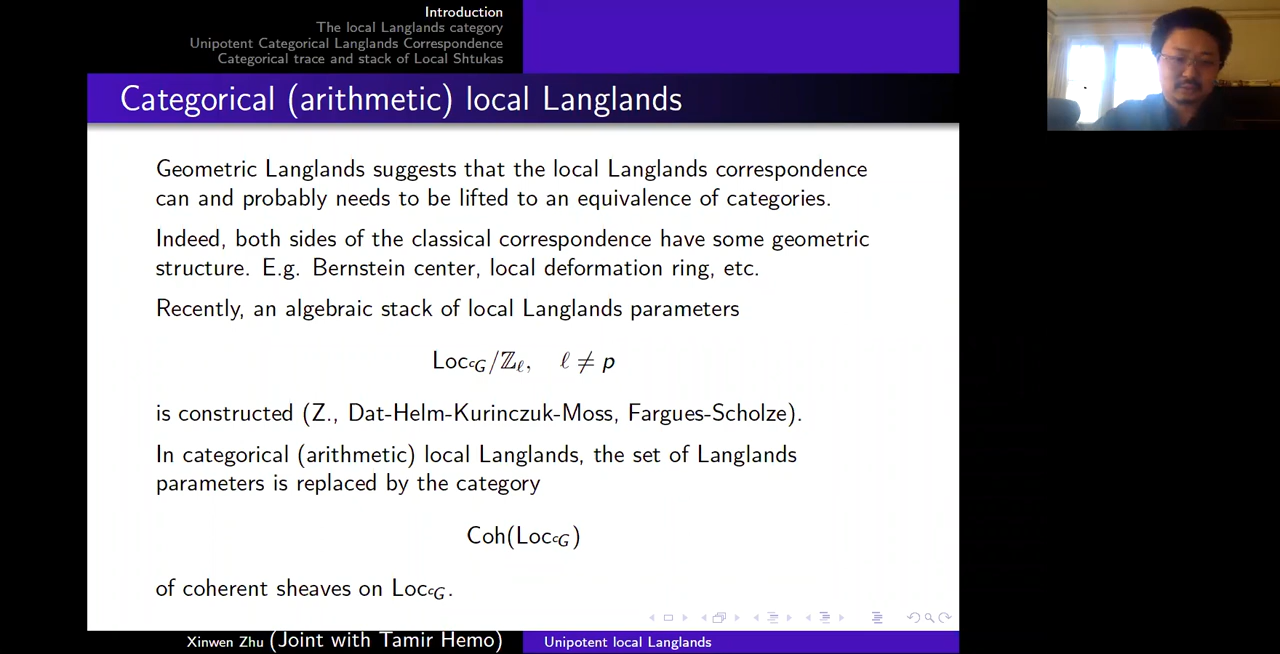 Introduction
The local Langlands category
Unipotent Categorical Langlands Correspondence
Categorical trace and stack of Local Shtukas
Categorical (arithmetic) local Langlands
Geometric Langlands suggests that the local Langlands correspondence
can and probably needs to be lifted to an equivalence of categories.
Indeed, both sides of the classical correspondence have some geometric
structure. E.g. Bernstein center, local deformation ring, etc.
Recently, an algebraic stack of local Langlands parameters
Loc_{ᶜG}/ℤ_ℓ, ℓ ≠ p
is constructed (Z., Dat-Helm-Kurinczuk-Moss, Fargues-Scholze).
In categorical (arithmetic) local Langlands, the set of Langlands
parameters is replaced by the category
Coh(Loc_{ᶜG})
of coherent sheaves on Loc_{ᶜG}.
Xinwen Zhu (Joint with Tamir Hemo)
Unipotent local Langlands